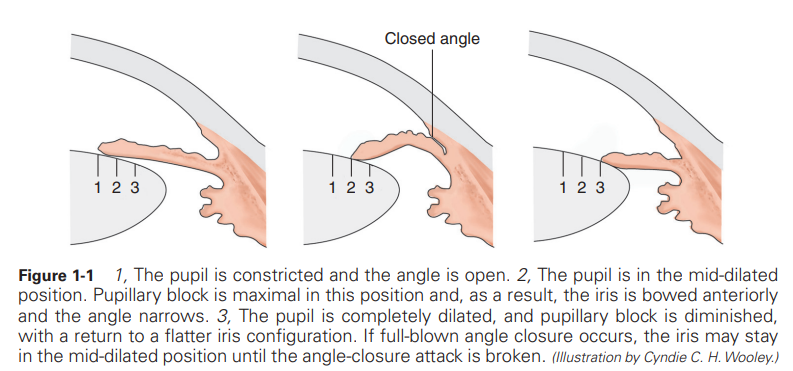 Closed angle
1 2 3
1 2 3
1 2 3
Figure 1-1 1, The pupil is constricted and the angle is open. 2, The pupil is in the mid-dilated
position. Pupillary block is maximal in this position and, as a result, the iris is bowed anteriorly
and the angle narrows. 3, The pupil is completely dilated, and pupillary block is diminished,
with a return to a flatter iris configuration. If full-blown angle closure occurs, the iris may stay
in the mid-dilated position until the angle-closure attack is broken. (Illustration by Cyndie C. H. Wooley.)